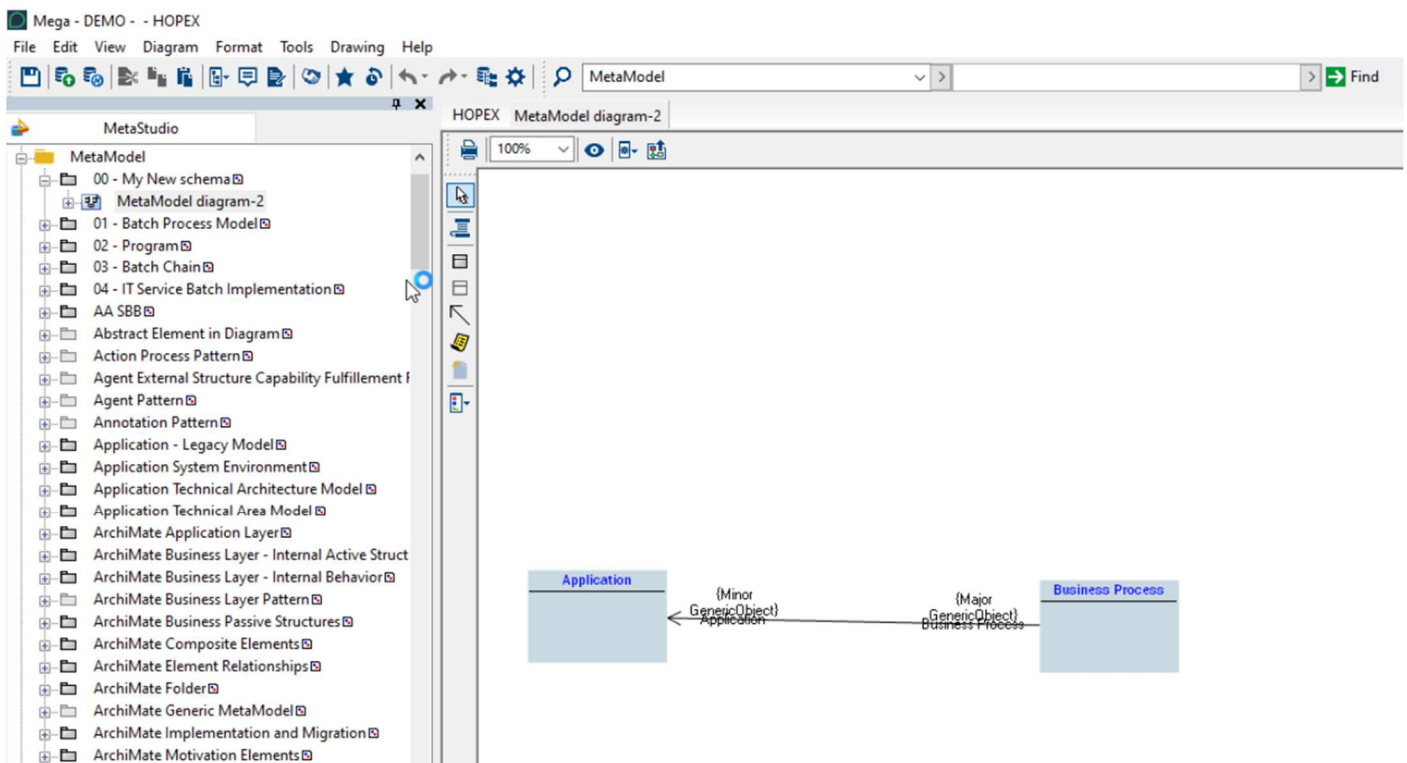 Mega - DEMO - - HOPEX
File Edit View Diagram Format Tools Drawing Help
MetaModel
Find
MetaStudio
HOPEX MetaModel diagram-2
100%
MetaModel
00 - My New schema
MetaModel diagram-2
01 - Batch Process Model
02 - Program
03 - Batch Chain
04 - IT Service Batch Implementation
AA SBB
Abstract Element in Diagram
Action Process Pattern
Agent External Structure Capability Fulfillment
Agent Pattern
Annotation Pattern
Application - Legacy Model
Application System Environment
Application Technical Architecture Model
Application Technical Area Model
ArchiMate Application Layer
ArchiMate Business Layer - Internal Active Struct
ArchiMate Business Layer - Internal Behavior
ArchiMate Business Layer Pattern
ArchiMate Business Passive Structures
ArchiMate Composite Elements
ArchiMate Element Relationships
ArchiMate Folder
ArchiMate Generic MetaModel
ArchiMate Implementation and Migration
ArchiMate Motivation Elements
Application
{Minor
GenericObject}
Application
{Major
GenericObject}
Business Process
Business Process